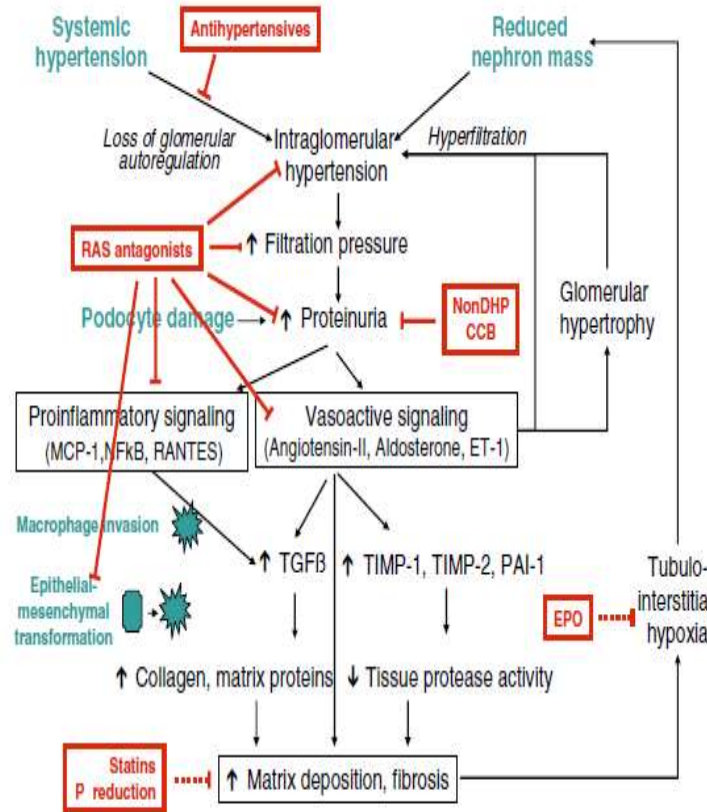 Systemic
hypertension
Antihypertensives
Reduced
nephron mass
Loss of glomerular
autoregulation
Intraglomerular
hypertension
Hyperfiltration
RAS antagonists
↑ Filtration pressure
Podocyte damage
↑ Proteinuria
NonDHP
CCB
Glomerular
hypertrophy
Proinflammatory signaling
(MCP-1,NFkB, RANTES)
Vasoactive signaling
(Angiotensin-II, Aldosterone, ET-1)
Macrophage invasion
↑ TGFß
↑ TIMP-1, TIMP-2, PAI-1
Epithelial-
mesenchymal
transformation
EPO
Tubulo-
interstitia
hypoxia
↑ Collagen, matrix proteins
↓ Tissue protease activity
Statins
P reduction
↑ Matrix deposition, fibrosis